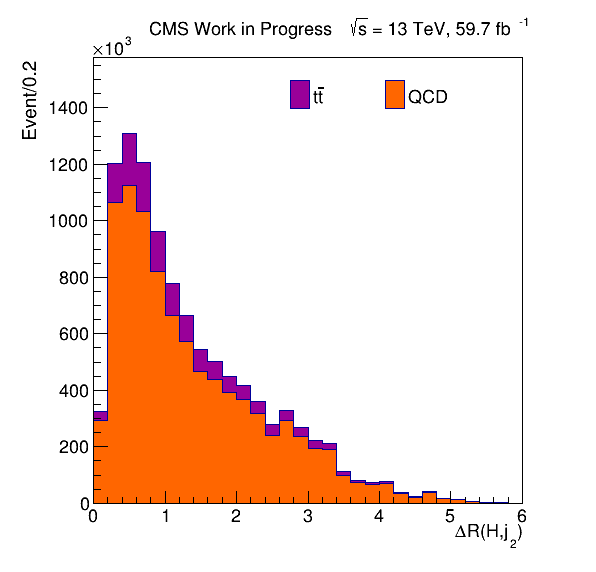 CMS Work in Progress √s = 13 TeV, 59.7 fb⁻¹
×10³
Event/0.2
tt̄
QCD
1400
1200
1000
800
600
400
200
0
0 1 2 3 4 5 6
ΔR(H,j₂)